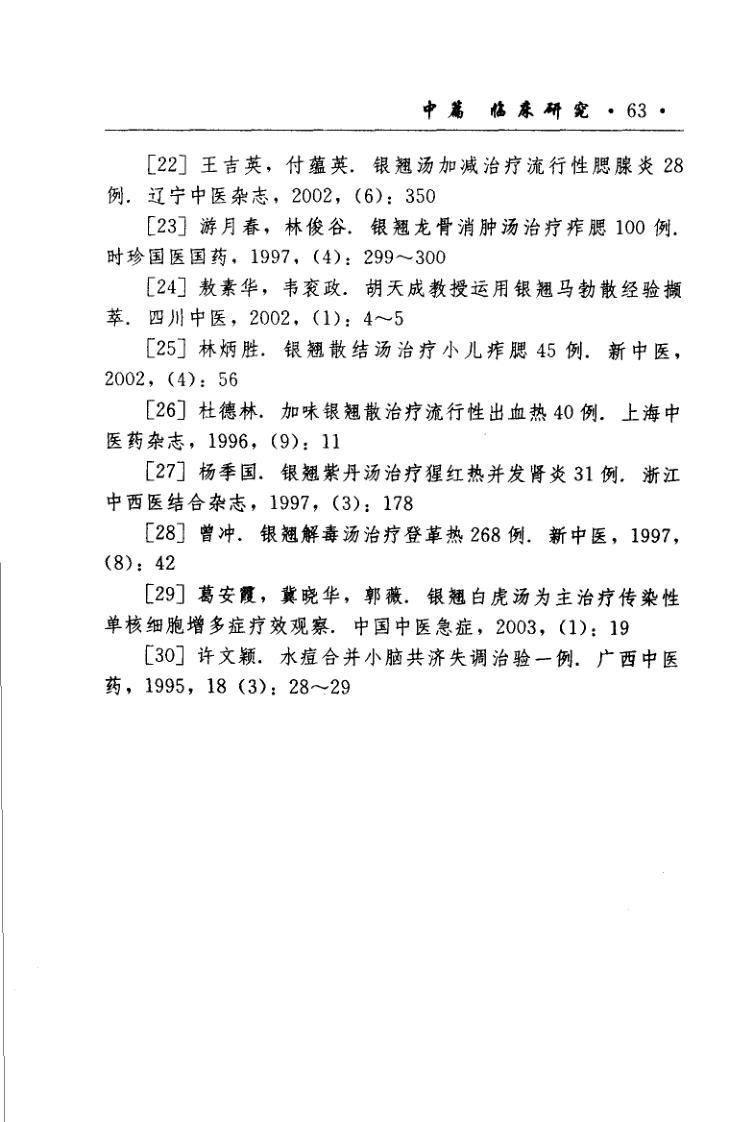 中篇 临床研究 · 63 ·
[22] 王吉英，付蕴英. 银翘汤加减治疗流行性腮腺炎 28
例. 辽宁中医杂志，2002，(6)：350
[23] 游月春，林俊谷. 银翘龙骨消肿汤治疗痄腮 100 例.
时珍国医国药，1997，(4)：299～300
[24] 敖素华，韦衮政. 胡天成教授运用银翘马勃散经验撷
萃. 四川中医，2002，(1)：4～5
[25] 林炳胜. 银翘散结汤治疗小儿痄腮 45 例. 新中医，
2002，(4)：56
[26] 杜德林. 加味银翘散治疗流行性出血热 40 例. 上海中
医药杂志，1996，(9)：11
[27] 杨季国. 银翘紫丹汤治疗猩红热并发肾炎 31 例. 浙江
中西医结合杂志，1997，(3)：178
[28] 曾冲. 银翘解毒汤治疗登革热 268 例. 新中医，1997，
(8)：42
[29] 葛安霞，冀晓华，郭薇. 银翘白虎汤为主治疗传染性
单核细胞增多症疗效观察. 中国中医急症，2003，(1)：19
[30] 许文颖. 水痘合并小脑共济失调治验一例. 广西中医
药，1995，18（3)：28～29